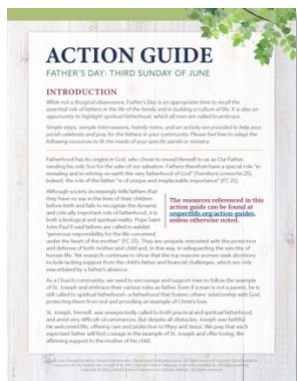 ACTION GUIDE
FATHER'S DAY: THIRD SUNDAY OF JUNE
INTRODUCTION
While not a liturgical observance, Father's Day is an appropriate time to recall the
essential role of fathers in the life of the family and in building a culture of life. It is also an
opportunity to highlight spiritual fatherhood, which all men are called to embrace.
Simple steps, sample intercessions, homily notes, and an activity are provided to help your
parish celebrate and pray for the fathers in your community. Please feel free to adapt the
following resources to fit the needs of your specific parish or ministry.
Fatherhood has its origins in God, who chose to reveal Himself to us as Our Father,
sending his only Son for the sake of our salvation. Fathers therefore have a special role "in
revealing and in reliving on earth the very fatherhood of God" (Familiaris consortio 25).
Indeed, the role of the father "is of unique and irreplaceable importance" (FC 25).
Although society increasingly tells fathers that
they have no say in the lives of their children
before birth and fails to recognize the dynamic
and critically important role of fatherhood, it is
both a biological and spiritual reality. Pope Saint
John Paul II said fathers are called to exhibit
"generous responsibility for the life conceived
under the heart of the mother" (FC 25). They are uniquely entrusted with the protection
and defense of both mother and child and, in this way, in safeguarding the sanctity of
human life. Yet research continues to show that the top reasons women seek abortions
include lacking support from the child's father and financial challenges, which are only
exacerbated by a father's absence.
The resources referenced in this
action guide can be found at
respectlife.org/action-guides,
unless otherwise noted.
As a Church community, we need to encourage and support men to follow the example
of St. Joseph and embrace their various roles as father. Even if a man is not a parent, he is
still called to spiritual fatherhood–a fatherhood that fosters others' relationship with God,
protecting them from evil and providing an example of Christ's love.
St. Joseph, himself, was unexpectedly called to both practical and spiritual fatherhood,
and amid very difficult circumstances. But despite all obstacles, Joseph was faithful.
He welcomed life, offering care and protection to Mary and Jesus. We pray that each
expectant father will find courage in the example of St. Joseph and offer loving, life
affirming support to the mother of his child.